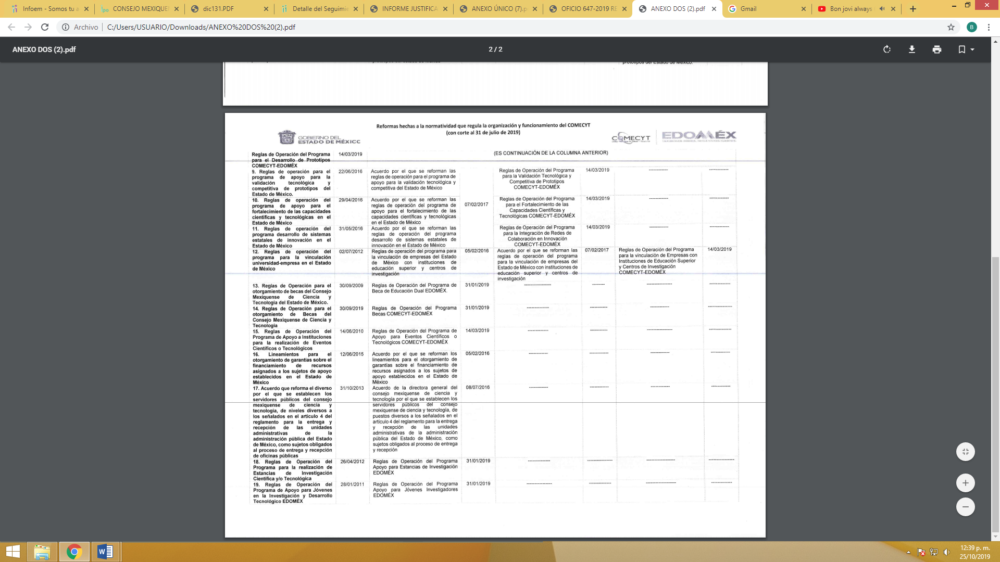 Infoem - Somos tu a
CONSEJO MEXIQUE
dic131.PDF
Detalle del Seguimie
INFORME JUSTIFICA
ANEXO ÚNICO (7).p
OFICIO 647-2019 RE
ANEXO DOS (2).pdf
Gmail
Bon jovi always
Archivo
C:/Users/USUARIO/Downloads/ANEXO%20DOS%20(2).pdf
B
ANEXO DOS (2).pdf
2 / 2
prototipos del Estado de México.
Reformas hechas a la normatividad que regula la organización y funcionamiento del COMECYT
(con corte al 31 de julio de 2019)
GOBIERNO DEL
ESTADO DE MÉXICC
COMECYT
EDOMÉX
Reglas de Operación del Programa
para el Desarrollo de Prototipos
COMECYT-EDOMÉX
14/03/2019
(ES CONTINUACIÓN DE LA COLUMNA ANTERIOR)
9. Reglas de operación para el
programa de apoyo para la
validación tecnológica y
competitiva de prototipos del
Estado de México.
22/06/2016
Acuerdo por el que se reforman las
reglas de operación para el programa de
apoyo para la validación tecnológica y
competitiva del Estado de México
Reglas de Operación del Programa
para la Validación Tecnológica y
Competitiva de Prototipos
COMECYT-EDOMÉX
14/03/2019
------------
------------
10. Reglas de operación del
programa de apoyo para el
fortalecimiento de las capacidades
científicas y tecnológicas en el
Estado de México
29/04/2016
Acuerdo por el que se reforman las
reglas de operación del programa de
apoyo para el fortalecimiento de las
capacidades científicas y tecnológicas
en el Estado de México
07/02/2017
Reglas de Operación del Programa
para el Fortalecimiento de las
Capacidades Científicas y
Tecnológicas COMECYT-EDOMÉX
14/03/2019
------------
------------
11. Reglas de operación del
programa desarrollo de sistemas
estatales de innovación en el
Estado de México
31/05/2016
Acuerdo por el que se reforman las
reglas de operación del programa
desarrollo de sistemas estatales de
innovación en el Estado de México
Reglas de Operación del Programa
para la Integración de Redes de
Colaboración en Innovación
COMECYT-EDOMÉX
14/03/2019
------------
------------
12. Reglas de operación del
programa para la vinculación
universidad-empresa en el Estado
de México
02/07/2012
Reglas de operación del programa para
la vinculación de empresas del Estado
de México con instituciones de
educación superior y centros de
investigación
05/02/2016
Acuerdo por el que se reforman las
reglas de operación del programa
para la vinculación de empresas del
Estado de México con instituciones de
educación superior y centros de
investigación
07/02/2017
Reglas de Operación del Programa
para la vinculación de Empresas con
Instituciones de Educación Superior
y Centros de Investigación
COMECYT-EDOMÉX
14/03/2019
13. Reglas de Operación para el
otorgamiento de becas del Consejo
Mexiquense de Ciencia y
Tecnología del Estado de México.
30/09/2009
Reglas de Operación del Programa de
Beca de Educación Dual EDOMÉX.
31/01/2019
-----------------
--------
----------------
-------------
14. Reglas de Operación para el
otorgamiento de Becas del
Consejo Mexiquense de Ciencia y
Tecnología
30/09/2019
Reglas de Operación del Programa
Becas COMECYT-EDOMÉX
31/01/2019
--------------
-----------
------------
------------
15. Reglas de Operación del
Programa de Apoyo a Instituciones
para la realización de Eventos
Científicos o Tecnológicos
14/06/2010
Reglas de Operación del Programa de
Apoyo para Eventos Científicos o
Tecnológicos COMECYT-EDOMÉX
14/03/2019
-------------
-----------
----------------
--------------
16. Lineamientos para el
otorgamiento de garantías sobre el
financiamiento de recursos
asignados a los sujetos de apoyo
establecidos en el Estado de
México
12/06/2015
Acuerdo por el que se reforman los
lineamientos para el otorgamiento de
garantías sobre el financiamiento de
recursos asignados a los sujetos de
apoyo establecidos en el Estado de
México
05/02/2016
------------
------------
------------
------------
17. Acuerdo que reforma el diverso
por el que se establecen los
servidores públicos del consejo
mexiquense de ciencia y
tecnología, de niveles diversos a
los señalados en el artículo 4 del
reglamento para la entrega y
recepción de las unidades
administrativas de la
administración pública del Estado
de México, como sujetos obligados
al proceso de entrega y recepción
de oficinas públicas
31/10/2013
Acuerdo de la directora general del
consejo mexiquense de ciencia y
tecnología por el que se establecen los
servidores públicos del consejo
mexiquense de ciencia y tecnología, de
puestos diversos a los señalados en el
artículo 4 del reglamento para la entrega
y recepción de las unidades
administrativas de la administración
pública del Estado de México, como
sujetos obligados al proceso de entrega
y recepción
08/07/2016
------------
------------
------------
------------
18. Reglas de Operación del
Programa para la realización de
Estancias de Investigación
Científica y/o Tecnológica
26/04/2012
Reglas de Operación del Programa
Apoyo para Estancias de Investigación
EDOMÉX
31/01/2019
--------------
----------------
------------------
----------------
19. Reglas de Operación del
Programa de Apoyo para Jóvenes
en la Investigación y Desarrollo
Tecnológico EDOMÉX
28/01/2011
Reglas de Operación del Programa
Apoyo para Jóvenes Investigadores
EDOMÉX
31/01/2019
----------------
--------------
-------------------
-------------
12:39 p. m.
25/10/2019